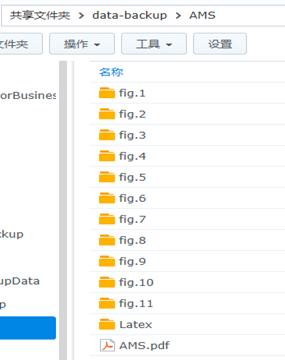 共享文件夹 > data-backup > AMS
文件夹 操作 工具 设置
名称
orBusines
fig.1
fig.2
fig.3
fig.4
fig.5
fig.6
fig.7
kup
fig.8
fig.9
upData
fig.10
p
fig.11
Latex
AMS.pdf